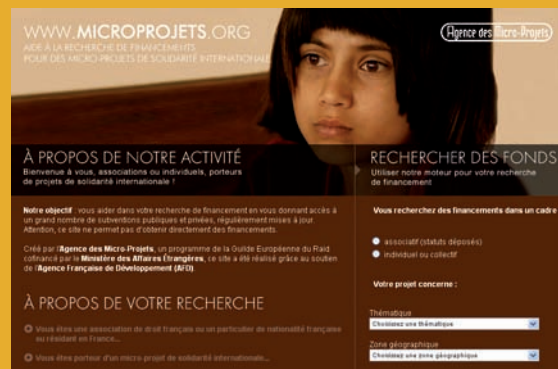 WWW.MICROPROJETS.ORG
AIDE À LA RECHERCHE DE FINANCEMENTS
POUR DES MICRO-PROJETS DE SOLIDARITÉ INTERNATIONALE
Agence des Micro-Projets
À PROPOS DE NOTRE ACTIVITÉ
Bienvenue à vous, associations ou individuels, porteurs
de projets de solidarité internationale !
Notre objectif : vous aider dans votre recherche de financement en vous donnant accès à
un grand nombre de subventions publiques et privées, régulièrement mises à jour.
Attention, ce site ne permet pas d'obtenir directement des financements.
Créé par l'Agence des Micro-Projets, un programme de la Guilde Européenne du Raid
cofinancé par le Ministère des Affaires Étrangères, ce site a été réalisé grâce au soutien
de l'Agence Française de Développement (AFD).
À PROPOS DE VOTRE RECHERCHE
Vous êtes une association de droit français ou un particulier de nationalité française
ou résidant en France...
Vous êtes porteur d'un micro-projet de solidarité internationale...
RECHERCHER DES FONDS
Utiliser notre moteur pour votre recherche
de financement
Vous recherchez des financements dans un cadre
associatif (statuts déposés)
individuel ou collectif
Votre projet concerne :
Thématique
Choisissez une thématique
Zone géographique
Choisissez une zone géographique